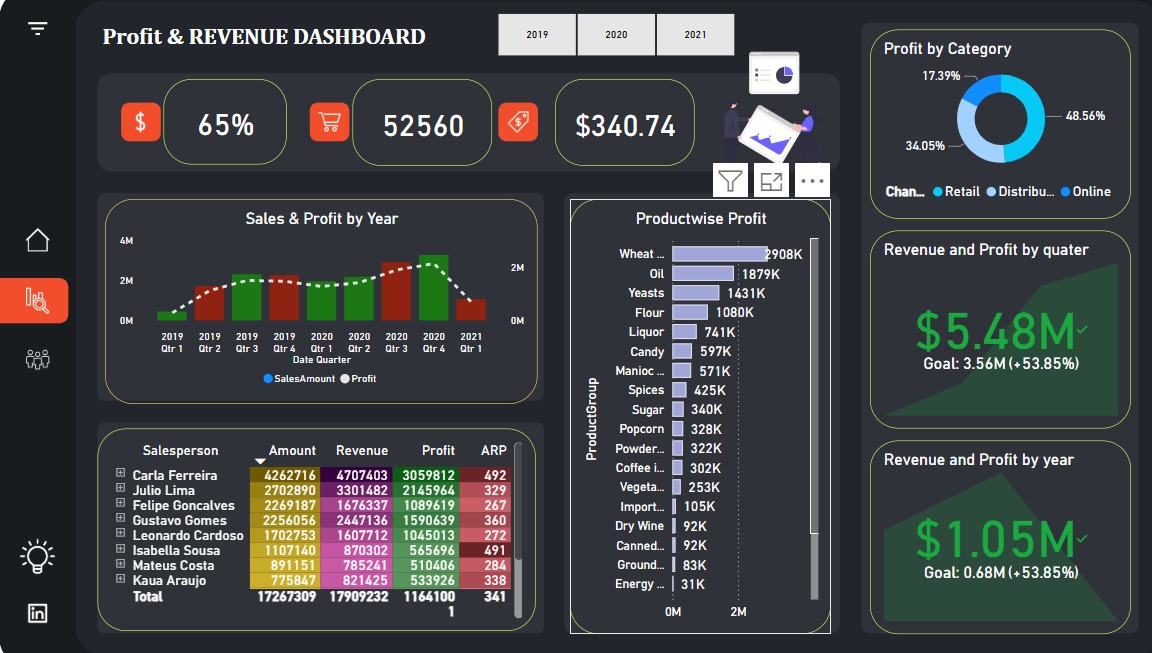 Profit & REVENUE DASHBOARD
2019
2020
2021
$
65%
52560
$
$340.74
Sales & Profit by Year
4M
2M
0M
2M
0M
2019 Qtr 1
2019 Qtr 2
2019 Qtr 3
2019 Qtr 4
2020 Qtr 1
2020 Qtr 2
2020 Qtr 3
2020 Qtr 4
2021 Qtr 1
Date Quarter
SalesAmount Profit
Salesperson Amount Revenue Profit ARP
Carla Ferreira 4262716 4707403 3059812 492
Julio Lima 2702890 3301482 2145964 329
Felipe Goncalves 2269187 1676337 1089619 267
Gustavo Gomes 2256056 2447136 1590639 360
Leonardo Cardoso 1702753 1607712 1045013 272
Isabella Sousa 1107140 870302 565696 491
Mateus Costa 891151 785241 510406 284
Kaua Araujo 775847 821425 533926 338
Total 17267309 17909232 1164100 341
1
Productwise Profit
ProductGroup
Wheat ... 2908K
Oil 1879K
Yeasts 1431K
Flour 1080K
Liquor 741K
Candy 597K
Manioc ... 571K
Spices 425K
Sugar 340K
Popcorn 328K
Powder... 322K
Coffee i... 302K
Vegeta... 253K
Import... 105K
Dry Wine 92K
Canned... 92K
Ground... 83K
Energy ... 31K
0M 2M
Profit by Category
17.39%
48.56%
34.05%
Chan... Retail Distribu... Online
Revenue and Profit by quater
$5.48M
Goal: 3.56M (+53.85%)
Revenue and Profit by year
$1.05M
Goal: 0.68M (+53.85%)
in